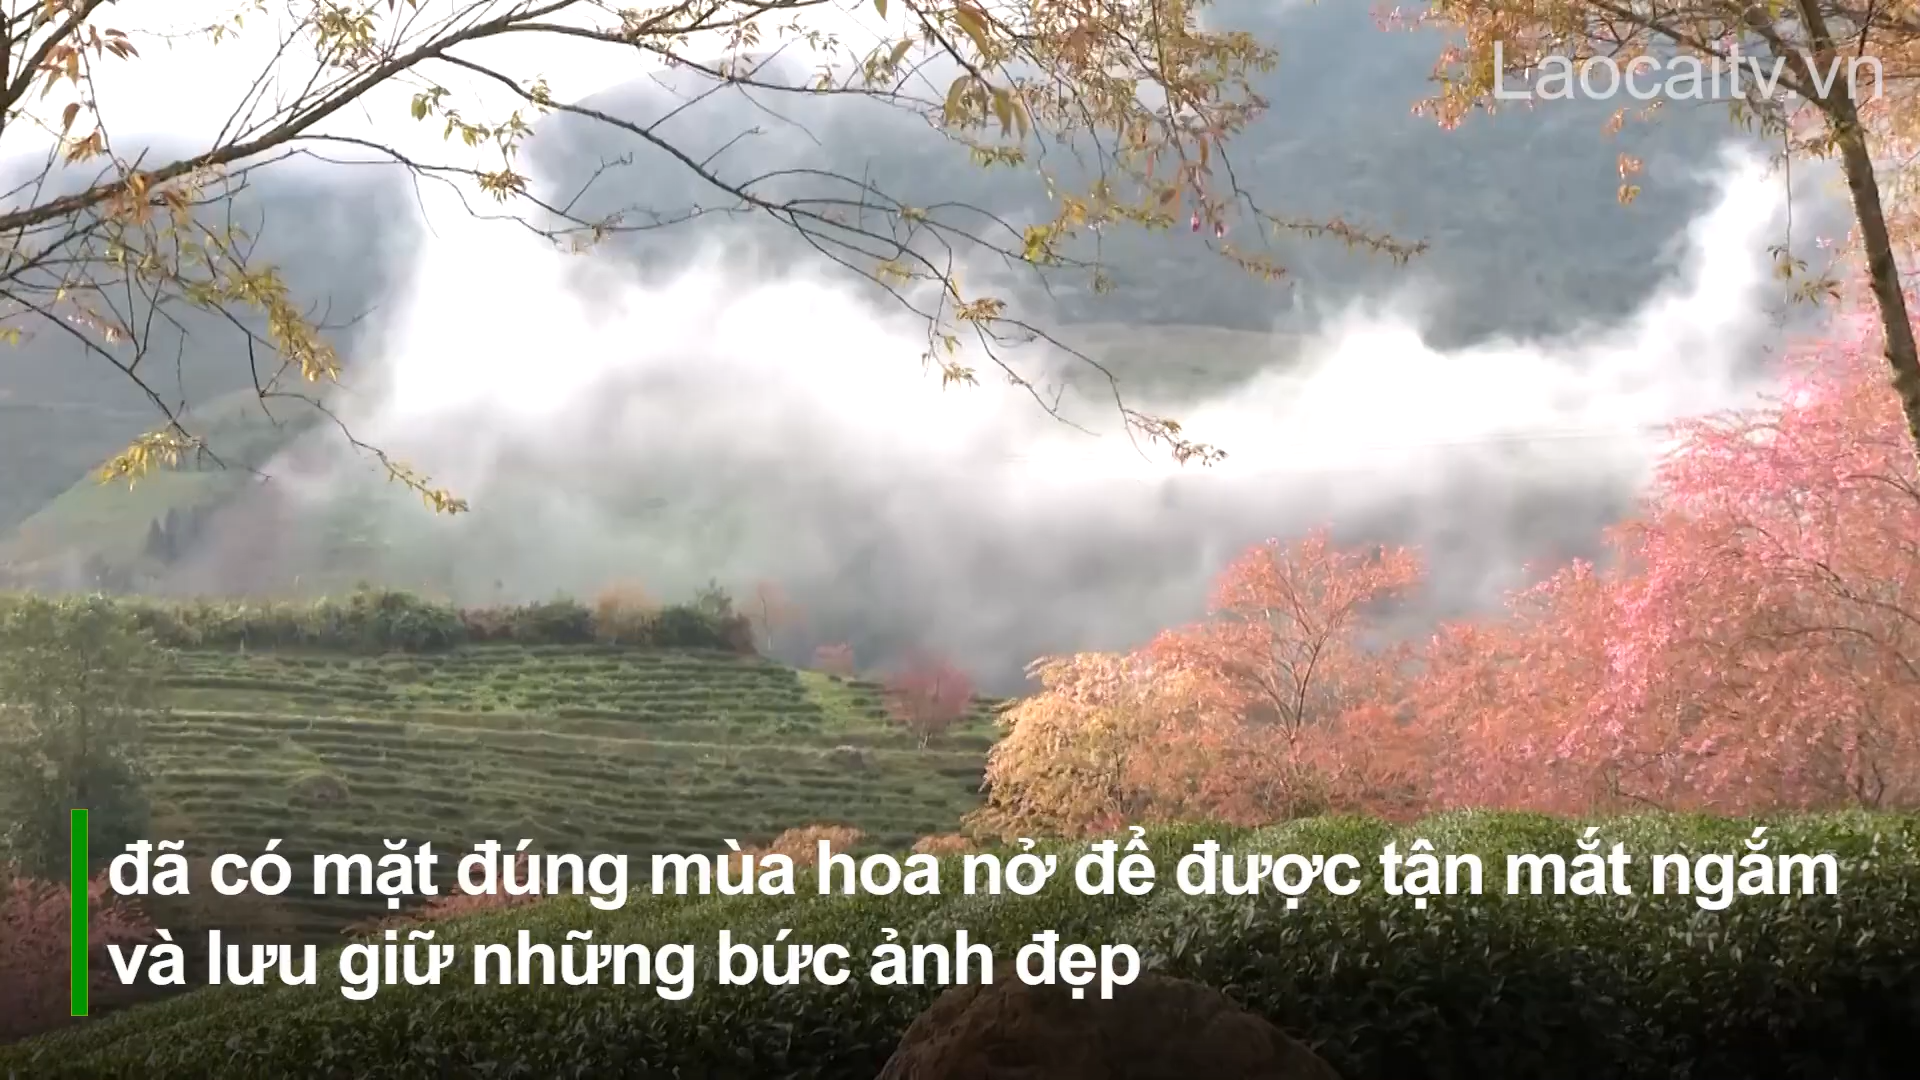 Laocaitv.vn
đã có mặt đúng mùa hoa nở để được tận mắt ngắm
và lưu giữ những bức ảnh đẹp